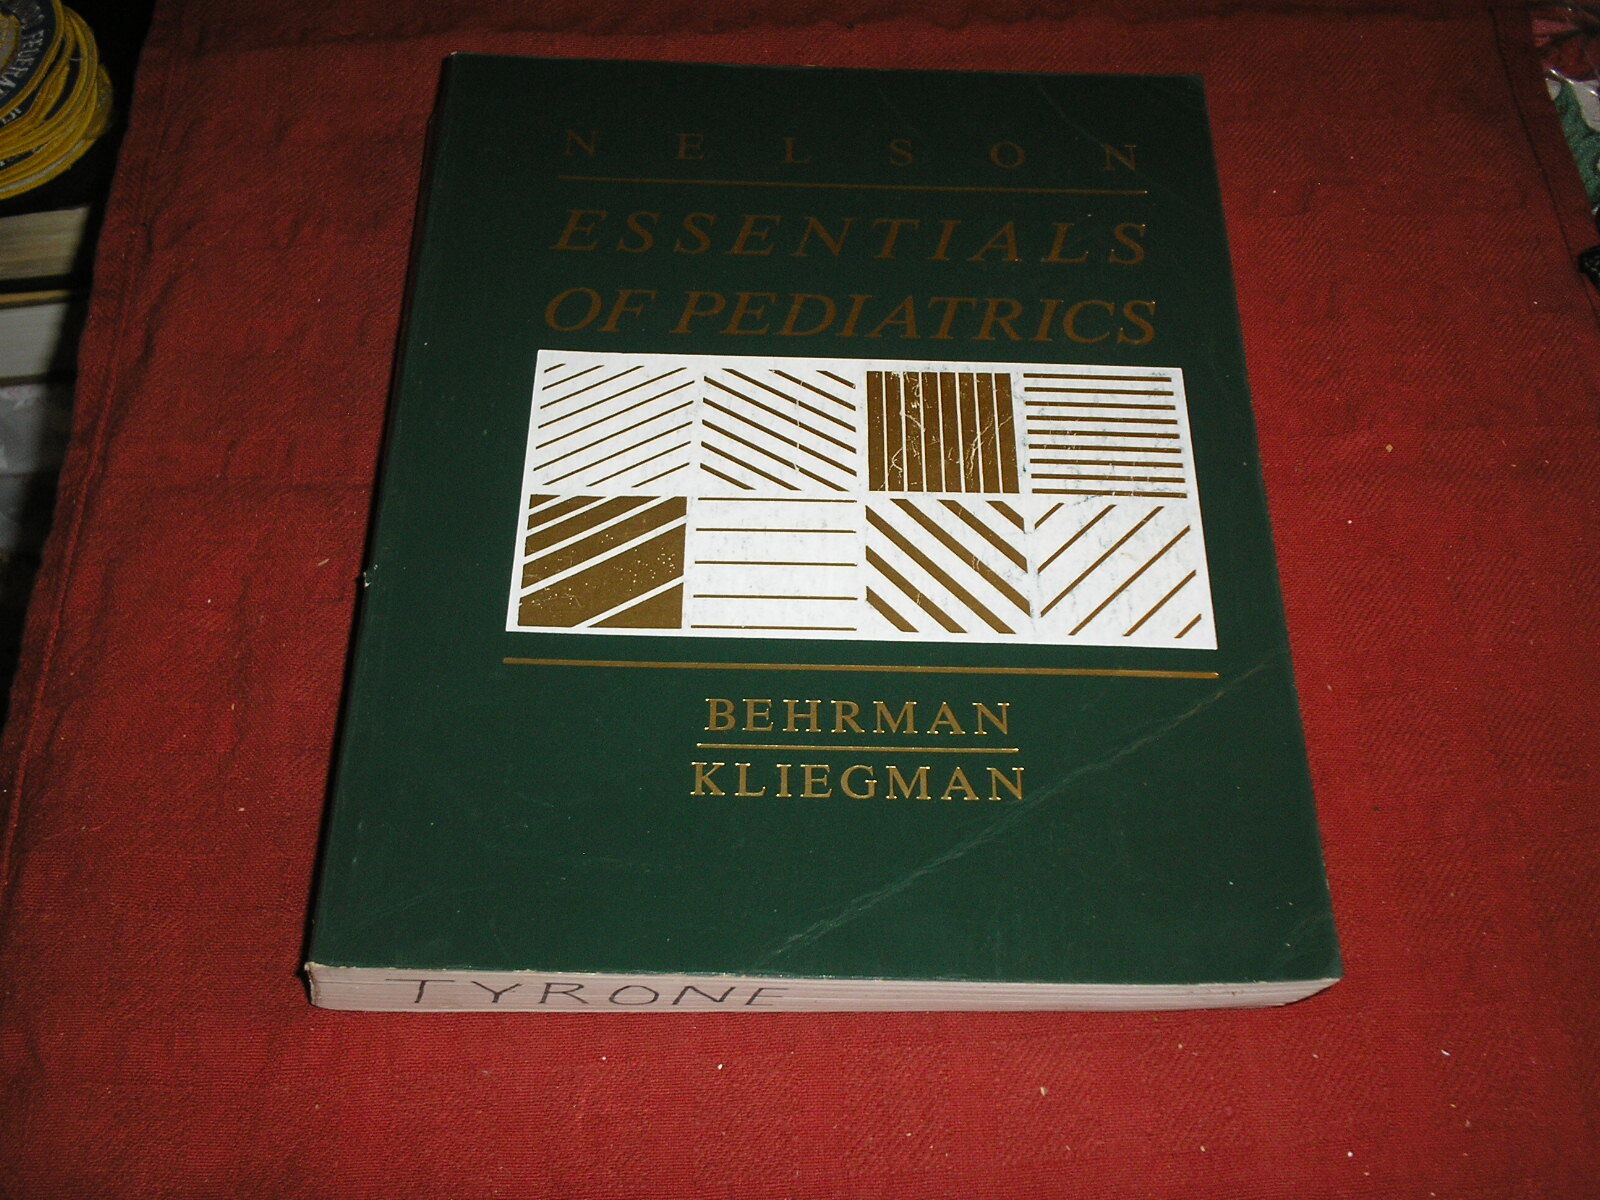 NELSON
ESSENTIALS
OF PEDIATRICS
BEHRMAN
KLIEGMAN
TYRONE